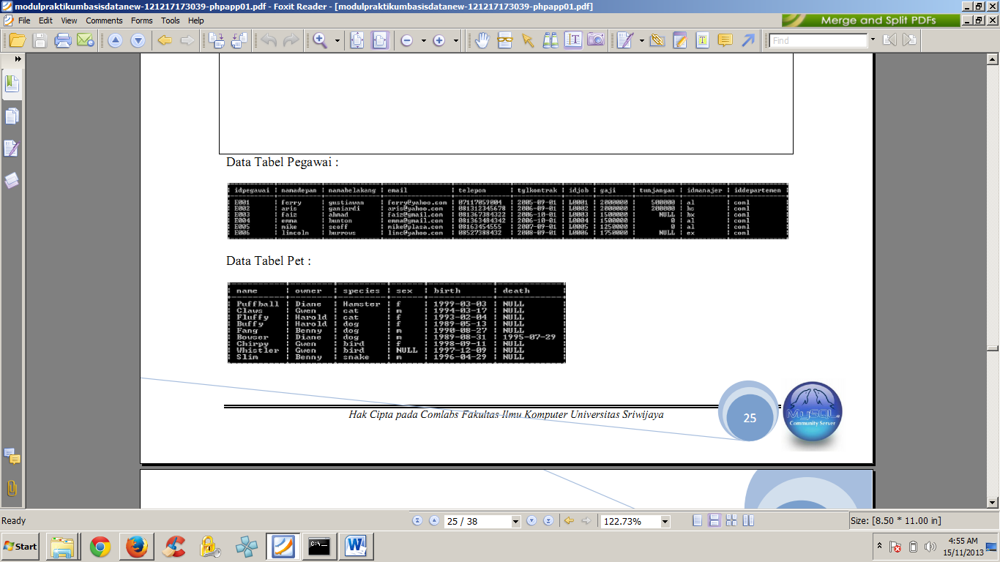 modulpraktikumbasisdatanew-121217173039-phpapp01.pdf - Foxit Reader - [modulpraktikumbasisdatanew-121217173039-phpapp01.pdf]
File Edit View Comments Forms Tools Help
Merge and Split PDFs
Find
Data Tabel Pegawai :
idpegawai namadepan namabelakang email telepon tglkontrak idjob gaji tunjangan idmanajer iddepartemen
E001 ferry gustiawan ferry@yahoo.com 07117059004 2005-09-01 L0001 2000000 500000 al com1
E002 aris ganiardi aris@yahoo.com 081312345678 2006-09-01 L0002 2000000 200000 hc com1
E003 faiz ahmad faiz@gmail.com 081367384322 2006-10-01 L0003 1500000 NULL hx com1
E004 emma bunton emma@gmail.com 081363484342 2006-10-01 L0004 1500000 0 al com1
E005 mike scoff mike@plasa.com 08163454555 2007-09-01 L0005 1250000 0 al com1
E006 lincoln burrows linc@yahoo.com 08527388432 2008-09-01 L0006 1750000 NULL ex com1
Data Tabel Pet :
name owner species sex birth death
Puffball Diane Hamster f 1999-03-03 NULL
Claws Gwen cat m 1994-03-17 NULL
Fluffy Harold cat f 1993-02-04 NULL
Buffy Harold dog f 1989-05-13 NULL
Fang Benny dog m 1990-08-27 NULL
Bowser Diane dog m 1989-08-31 1995-07-29
Chirpy Gwen bird f 1998-09-11 NULL
Whistler Gwen bird NULL 1997-12-09 NULL
Slim Benny snake m 1996-04-29 NULL
Hak Cipta pada Comlabs Fakultas Ilmu Komputer Universitas Sriwijaya
25
MySQL
Community Server
Ready
25 / 38
122.73%
Size: [8.50 * 11.00 in]
Start
4:55 AM
15/11/2013